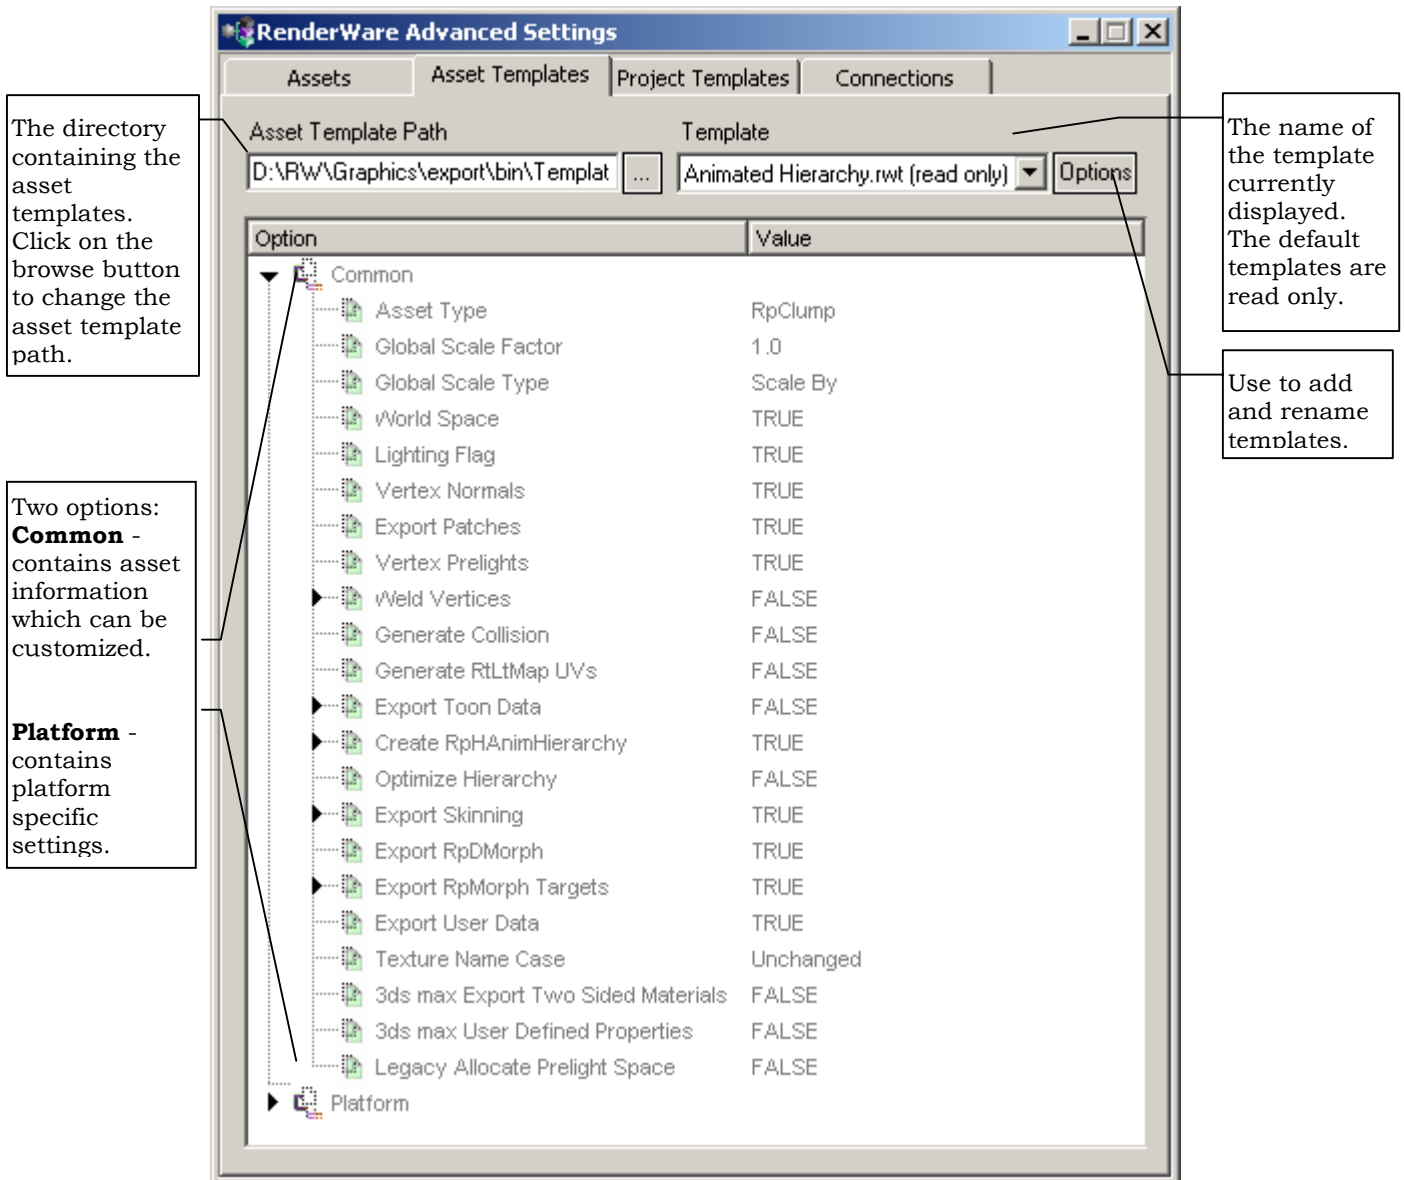 RenderWare Advanced Settings
Assets
Asset Templates
Project Templates
Connections
The directory
containing the
asset
templates.
Click on the
browse button
to change the
asset template
path.
Asset Template Path
Template
D:\RW\Graphics\export\bin\Templat
...
Animated Hierarchy.rwt (read only)
Options
The name of
the template
currently
displayed.
The default
templates are
read only.
Use to add
and rename
templates.
Option Value
Common
Asset Type RpClump
Global Scale Factor 1.0
Global Scale Type Scale By
World Space TRUE
Lighting Flag TRUE
Vertex Normals TRUE
Export Patches TRUE
Vertex Prelights TRUE
Weld Vertices FALSE
Generate Collision FALSE
Generate RtLtMap UVs FALSE
Export Toon Data FALSE
Create RpHAnimHierarchy TRUE
Optimize Hierarchy FALSE
Export Skinning TRUE
Export RpDMorph TRUE
Export RpMorph Targets TRUE
Export User Data TRUE
Texture Name Case Unchanged
3ds max Export Two Sided Materials FALSE
3ds max User Defined Properties FALSE
Legacy Allocate Prelight Space FALSE
Platform
Two options:
Common -
contains asset
information
which can be
customized.
Platform -
contains
platform
specific
settings.